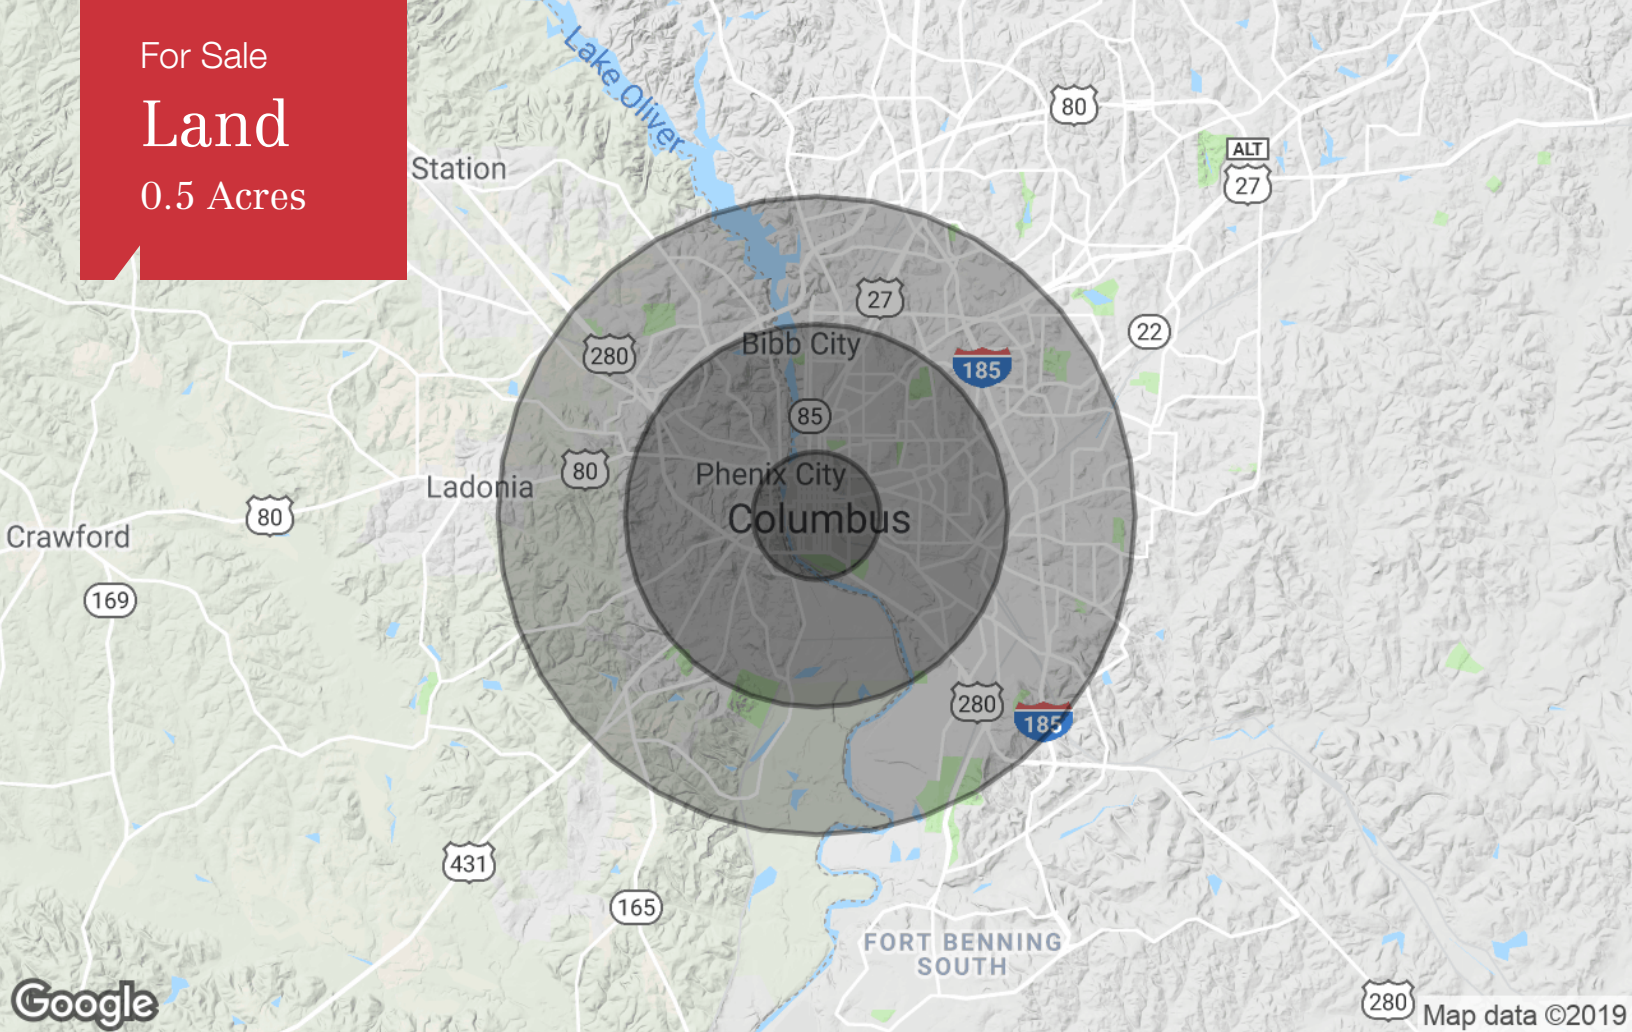 For Sale
Land
0.5 Acres
Lake Oliver
Station
80
ALT
27
27
22
280
Bibb City
185
85
80
Phenix City
Ladonia
80
Columbus
Crawford
169
280
185
431
165
FORT BENNING
SOUTH
280
Google
Map data ©2019